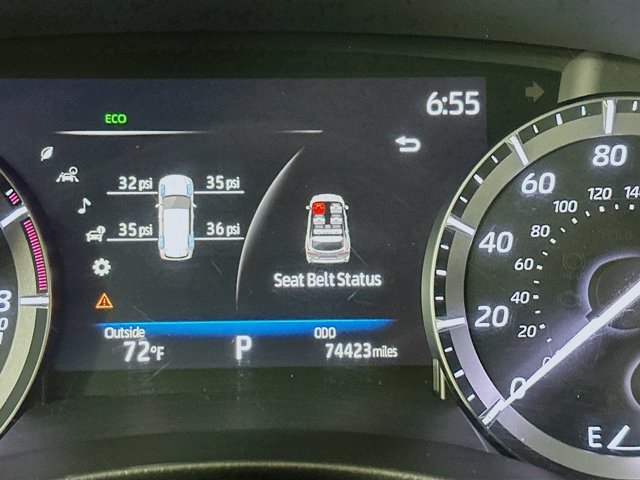 6:55
ECO
32 psi 35 psi
35 psi 36 psi
Seat Belt Status
Outside
72°F
P
ODO
74423 miles
8
80
60
40
20
0
120
100
80
60
40
20
E